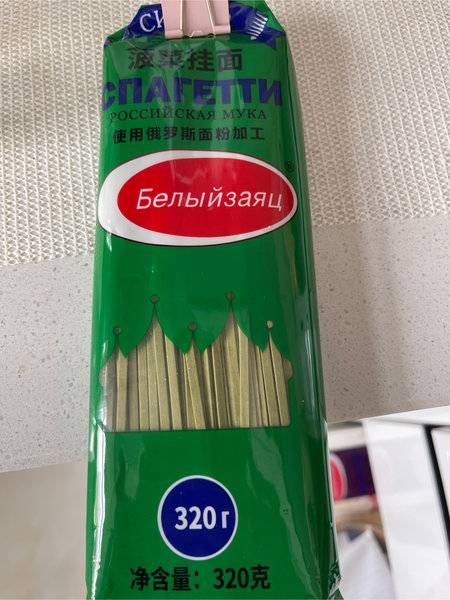 菠菜挂面
СПАГЕТТИ
РОССИЙСКАЯ МУКА
使用俄罗斯面粉加工
Белыйзаяц
®
320 г
净含量：320克